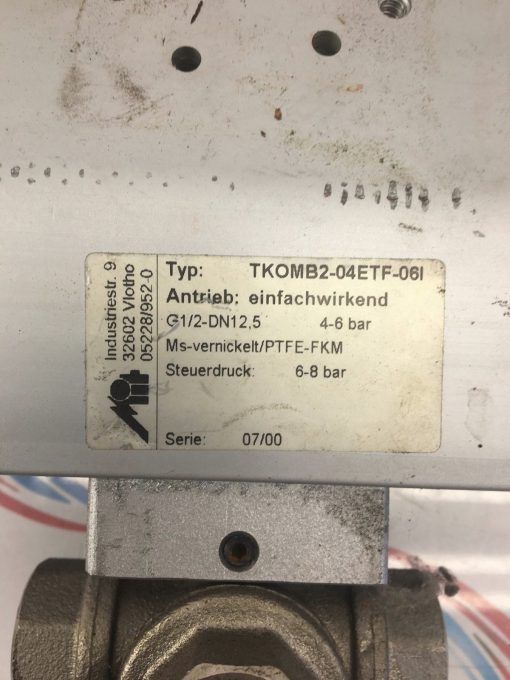 Industriestr. 9
32602 Vlotho
05228/952-0
Typ: TKOMB2-04ETF-06I
Antrieb: einfachwirkend
G1/2-DN12,5 4-6 bar
Ms-vernickelt/PTFE-FKM
Steuerdruck: 6-8 bar
Serie: 07/00